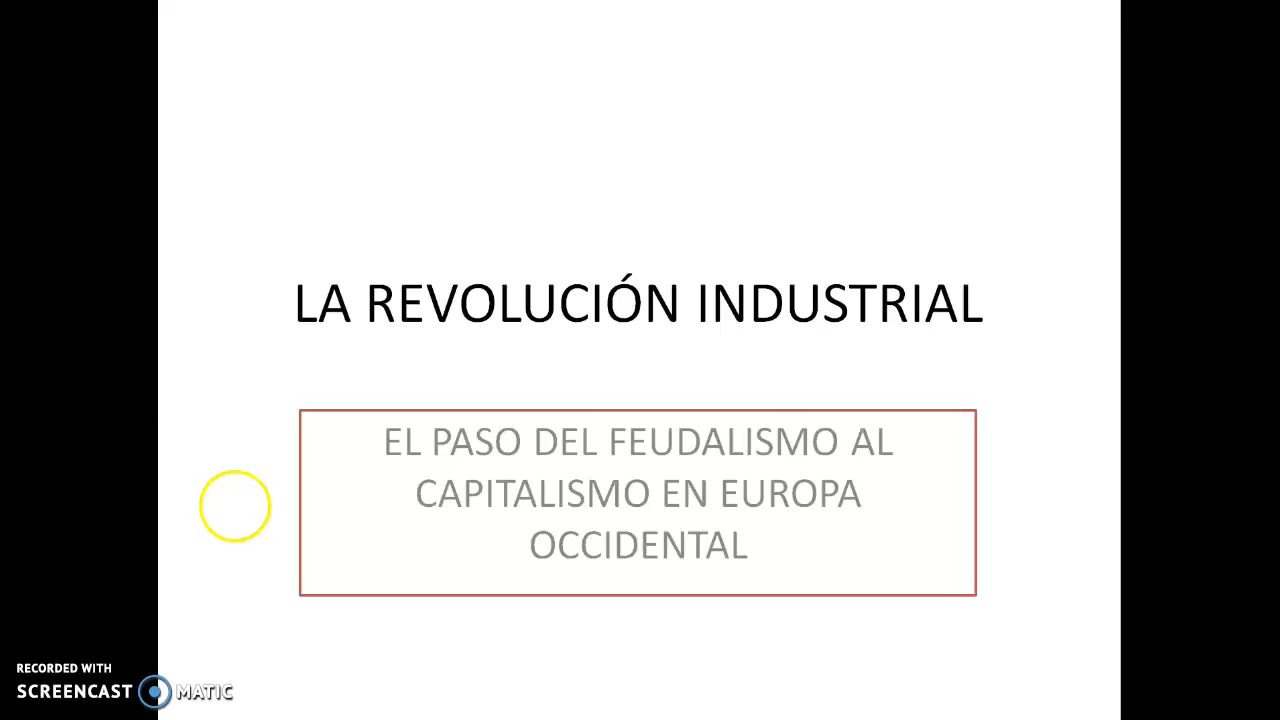 LA REVOLUCIÓN INDUSTRIAL
EL PASO DEL FEUDALISMO AL
CAPITALISMO EN EUROPA
OCCIDENTAL
RECORDED WITH
SCREENCAST MATIC